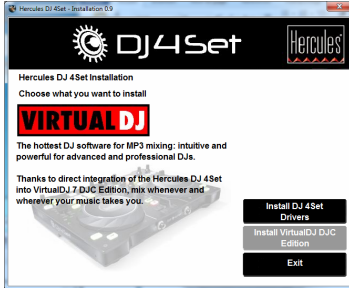 Hercules DJ 4Set - Installation 0.9
DJ4Set
Hercules
Hercules DJ 4Set Installation
Choose what you want to install
VIRTUAL DJ
The hottest DJ software for MP3 mixing: intuitive and
powerful for advanced and professional DJs.
Thanks to direct integration of the Hercules DJ 4Set
into VirtualDJ 7 DJC Edition, mix whenever and
wherever your music takes you.
Install DJ 4Set
Drivers
Install VirtualDJ DJC
Edition
Exit